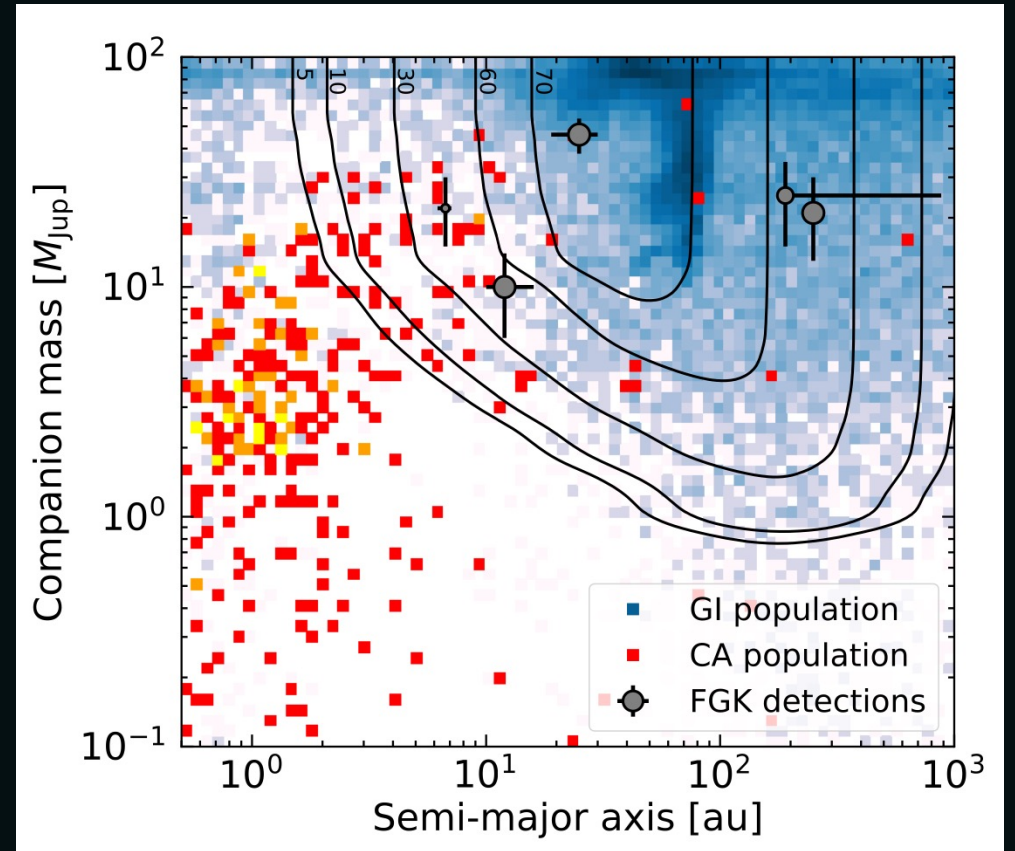 5
10
30
60
70
10²
10¹
10⁰
10⁻¹
Companion mass [M_Jup]
GI population
CA population
FGK detections
10⁰
10¹
10²
10³
Semi-major axis [au]